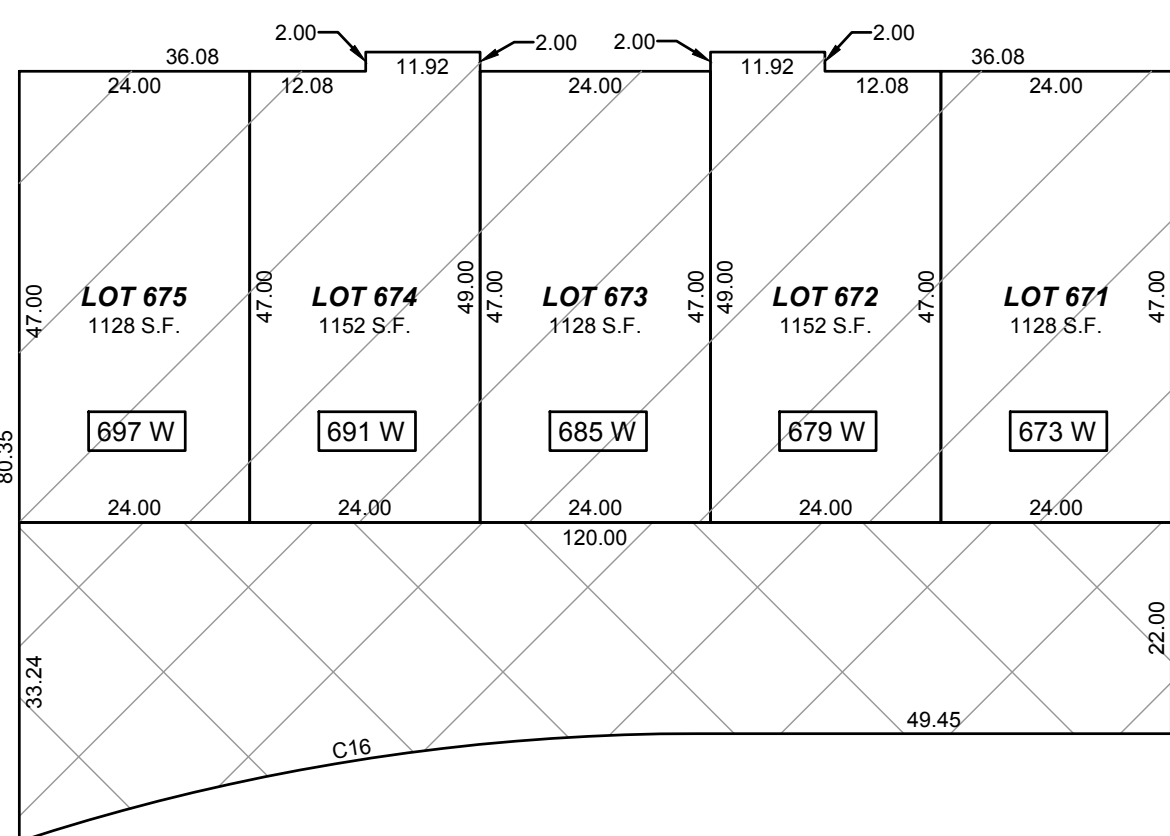 2.00 2.00 2.00 2.00
36.08 11.92 11.92 36.08
24.00 12.08 24.00 12.08 24.00
47.00 47.00 49.00 47.00 47.00 49.00 47.00 47.00
LOT 675 LOT 674 LOT 673 LOT 672 LOT 671
1128 S.F. 1152 S.F. 1128 S.F. 1152 S.F. 1128 S.F.
697 W 691 W 685 W 679 W 673 W
80.35
24.00 24.00 24.00 24.00 24.00
120.00
33.24 22.00
C16 49.45